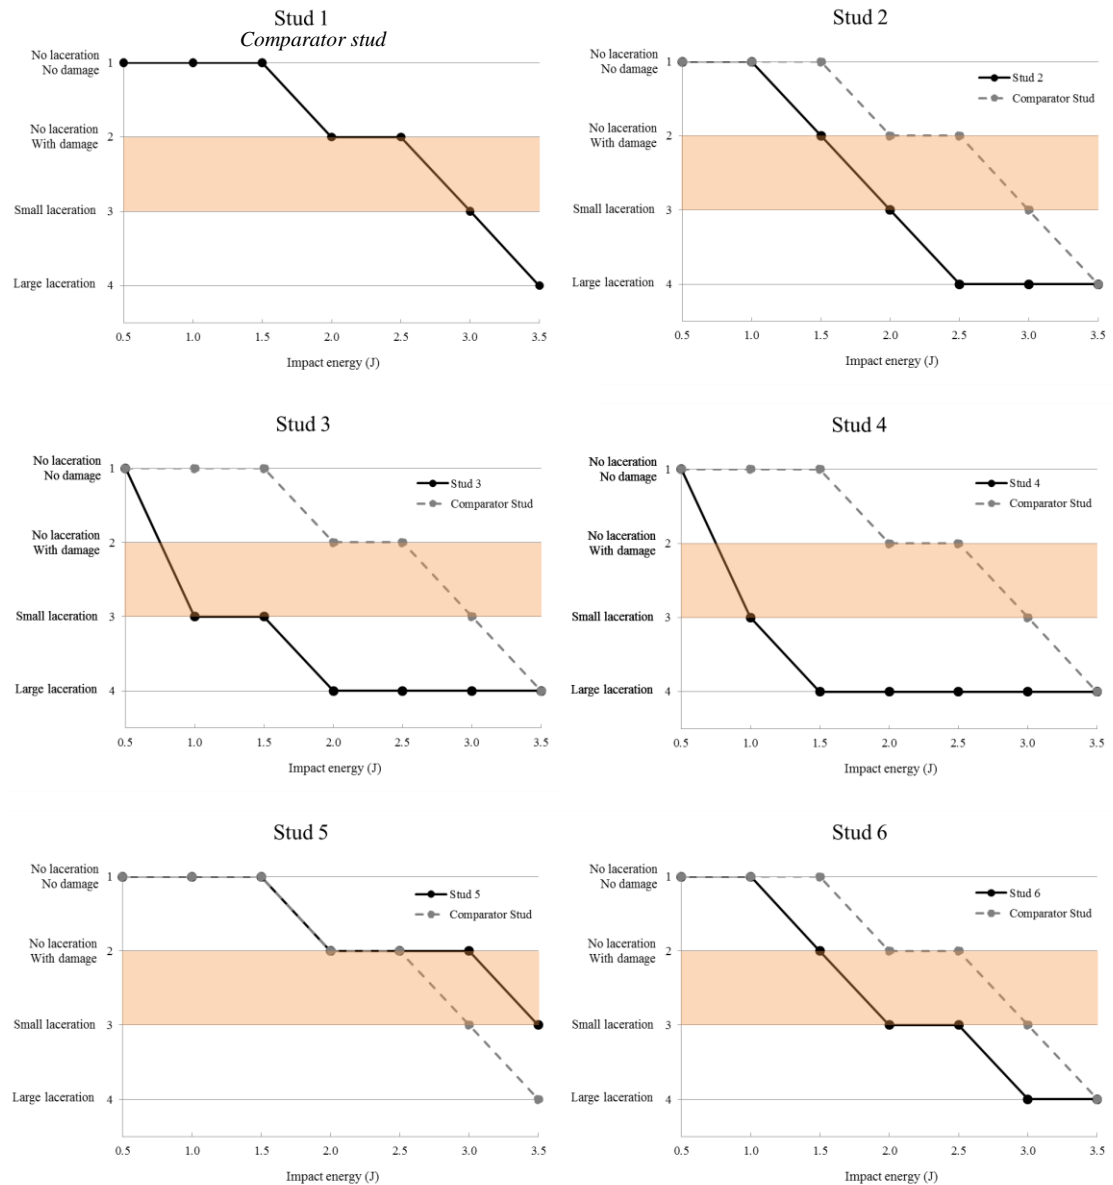 Stud 1
Comparator stud
No laceration
No damage
1
No laceration
With damage
2
Small laceration
3
Large laceration
4
0.5 1.0 1.5 2.0 2.5 3.0 3.5
Impact energy (J)
Stud 2
No laceration
No damage
1
Stud 2
Comparator Stud
No laceration
With damage
2
Small laceration
3
Large laceration
4
0.5 1.0 1.5 2.0 2.5 3.0 3.5
Impact energy (J)
Stud 3
No laceration
No damage
1
Stud 3
Comparator Stud
No laceration
With damage
2
Small laceration
3
Large laceration
4
0.5 1.0 1.5 2.0 2.5 3.0 3.5
Impact energy (J)
Stud 4
No laceration
No damage
1
Stud 4
Comparator Stud
No laceration
With damage
2
Small laceration
3
Large laceration
4
0.5 1.0 1.5 2.0 2.5 3.0 3.5
Impact energy (J)
Stud 5
No laceration
No damage
1
Stud 5
Comparator Stud
No laceration
With damage
2
Small laceration
3
Large laceration
4
0.5 1.0 1.5 2.0 2.5 3.0 3.5
Impact energy (J)
Stud 6
No laceration
No damage
1
Stud 6
Comparator Stud
No laceration
With damage
2
Small laceration
3
Large laceration
4
0.5 1.0 1.5 2.0 2.5 3.0 3.5
Impact energy (J)